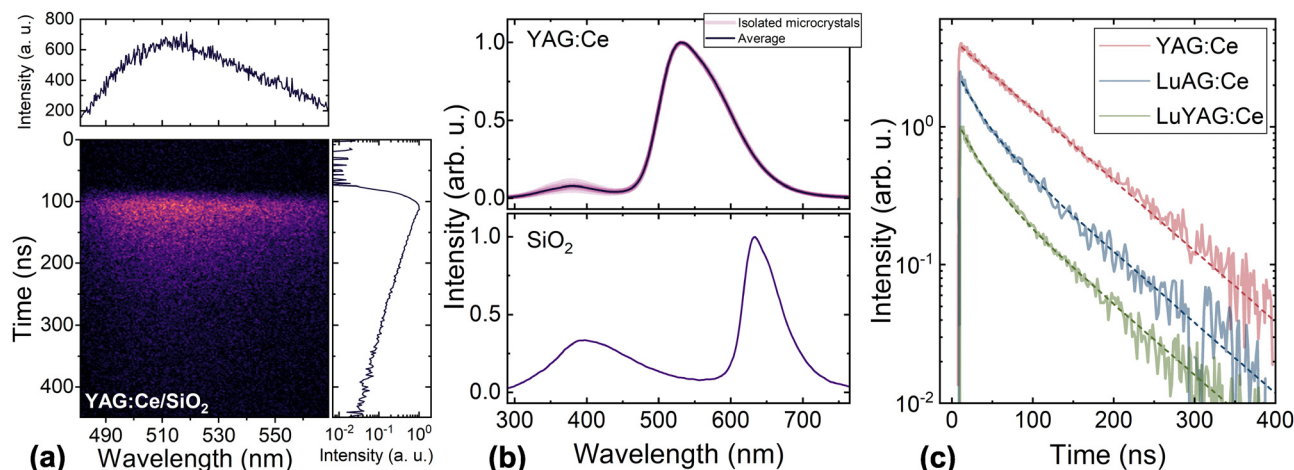 800
600
400
200
Intensity (a. u.)
0
100
200
300
400
Time (ns)
YAG:Ce/SiO2
490 510 530 550
Wavelength (nm)
10-2 10-1 100
Intensity (a. u.)
(a)
YAG:Ce
Isolated microcrystals
Average
1.0
0.5
0.0
SiO2
1.0
0.5
0.0
Intensity (arb. u.)
300 400 500 600 700
Wavelength (nm)
(b)
YAG:Ce
LuAG:Ce
LuYAG:Ce
100
10-1
10-2
Intensity (arb. u.)
0 100 200 300 400
Time (ns)
(c)